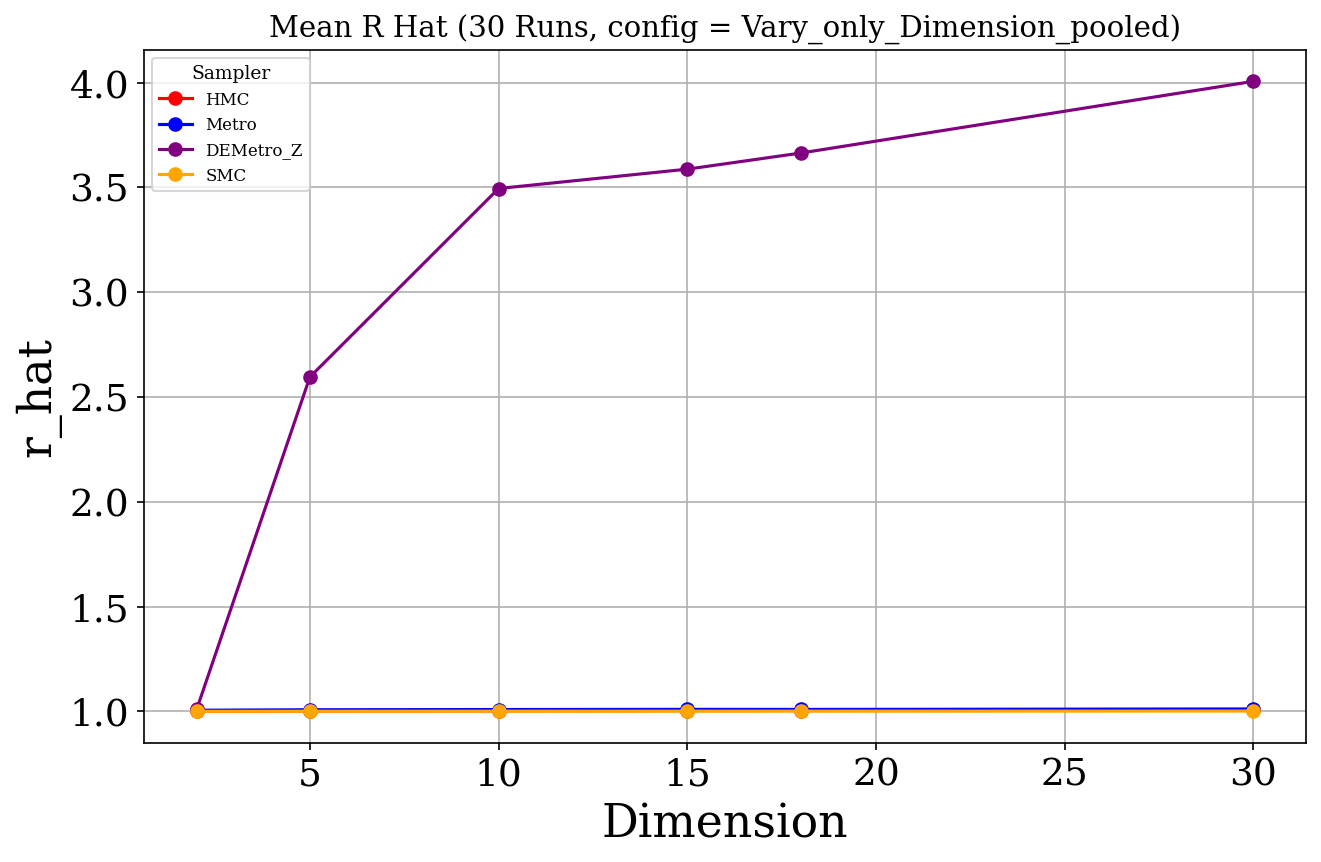 Mean R Hat (30 Runs, config = Vary_only_Dimension_pooled)
Sampler
HMC
Metro
DEMetro_Z
SMC
r_hat
4.0
3.5
3.0
2.5
2.0
1.5
1.0
5 10 15 20 25 30
Dimension